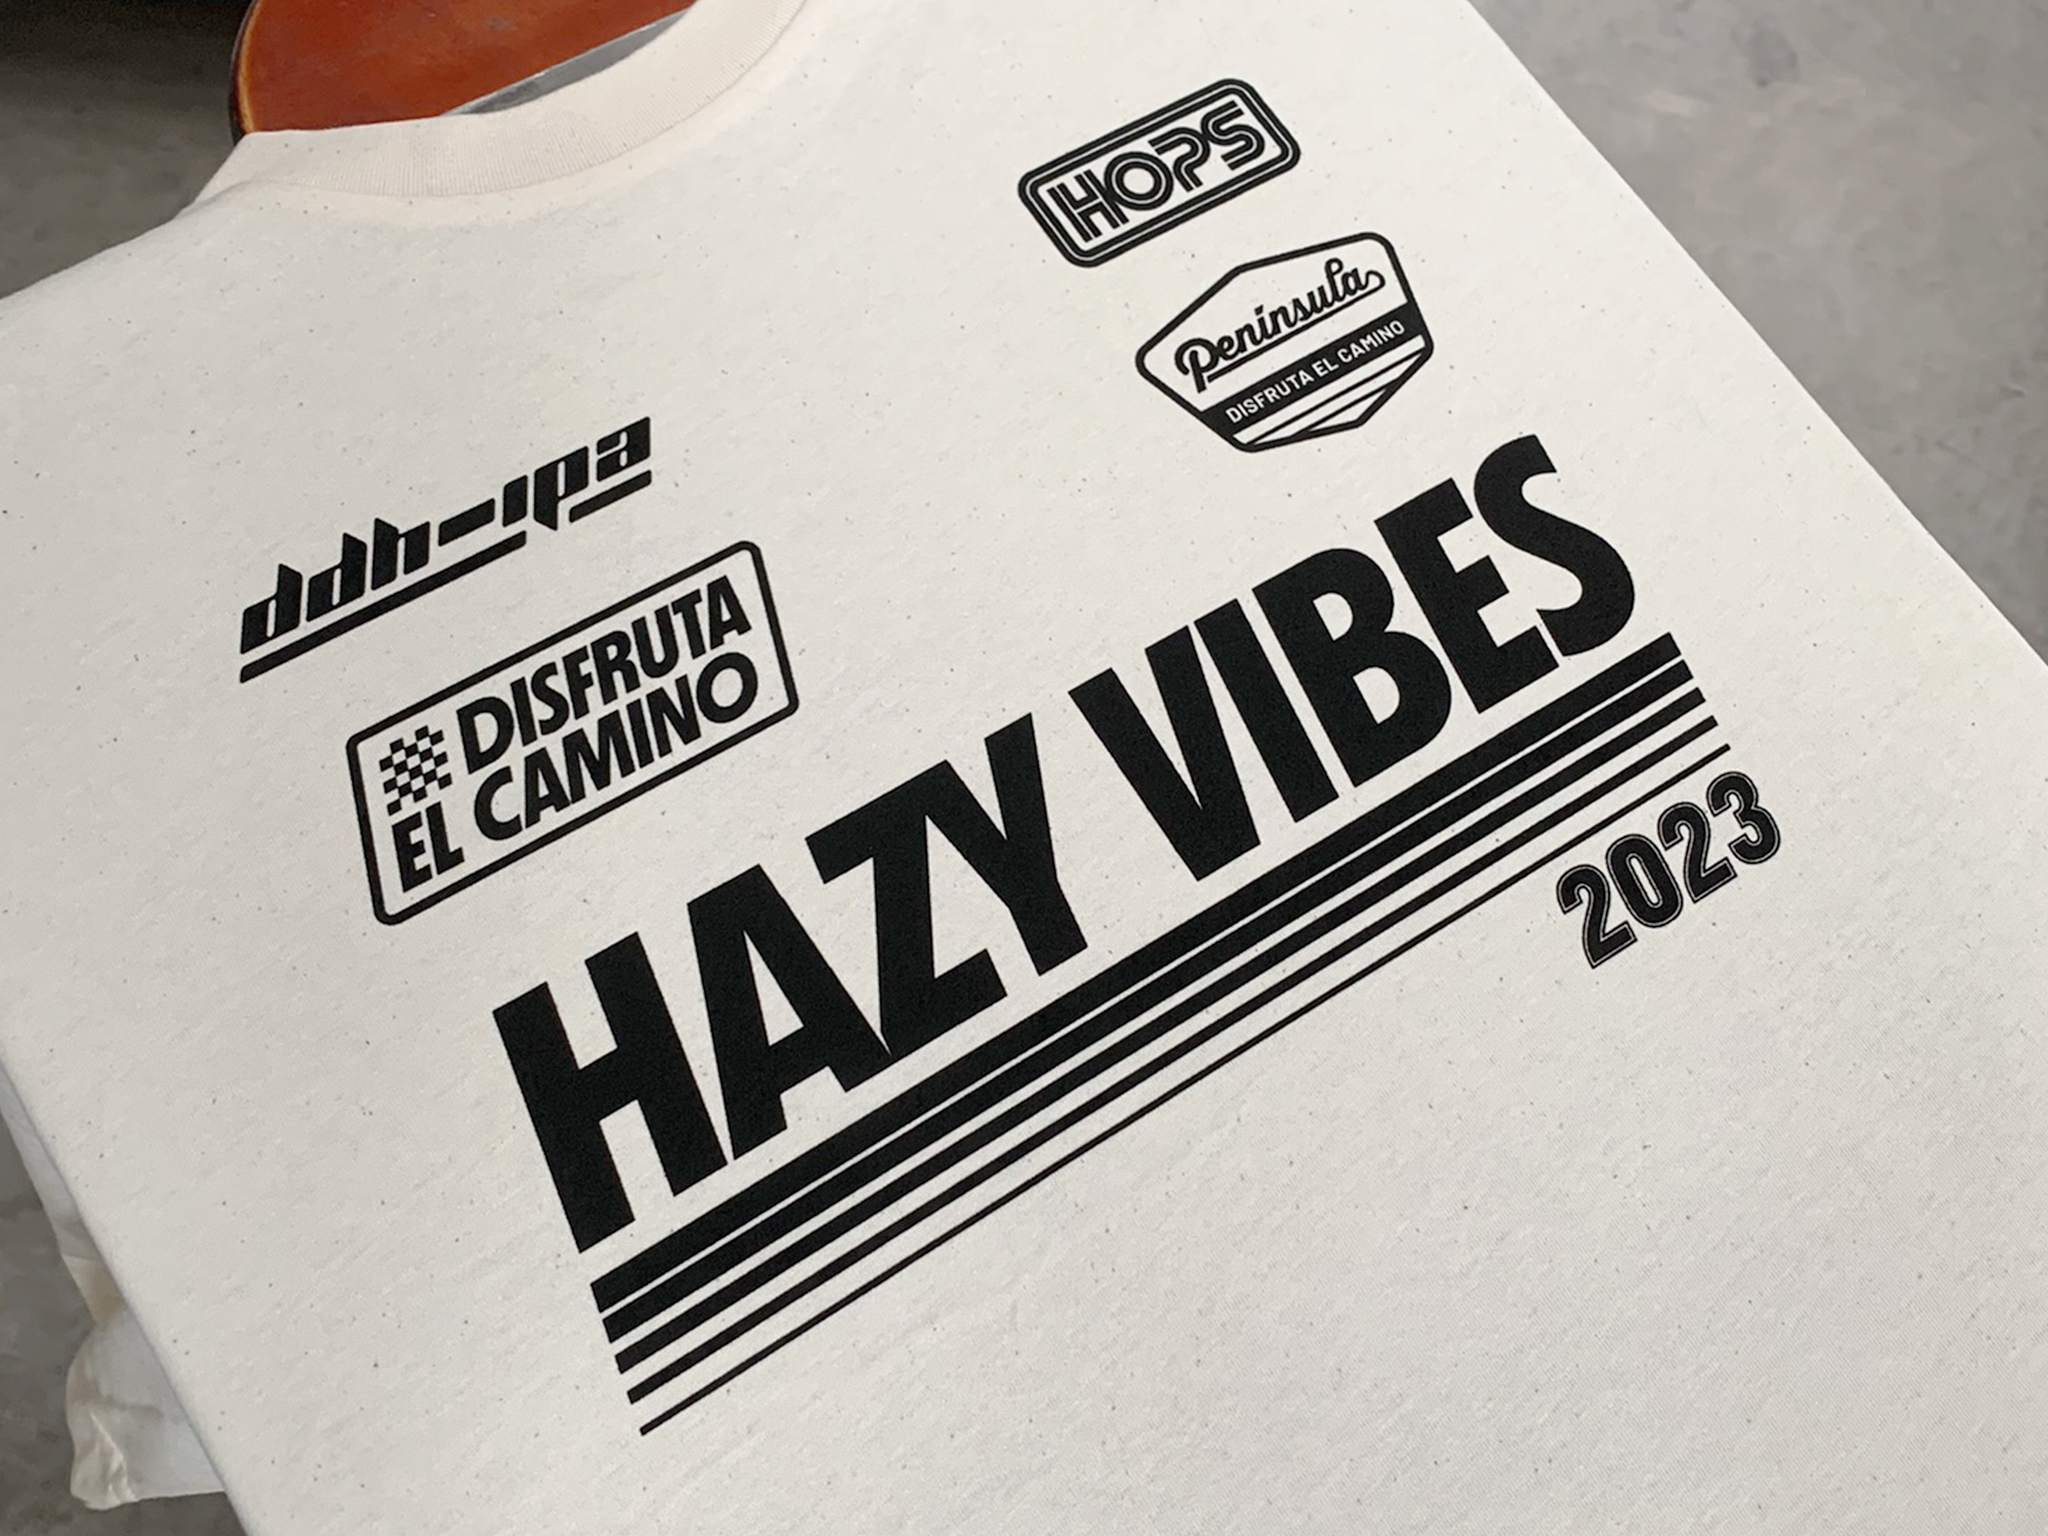 HOPS
Península
DISFRUTA EL CAMINO
ddh-ipa
DISFRUTA
EL CAMINO
HAZY VIBES
2023